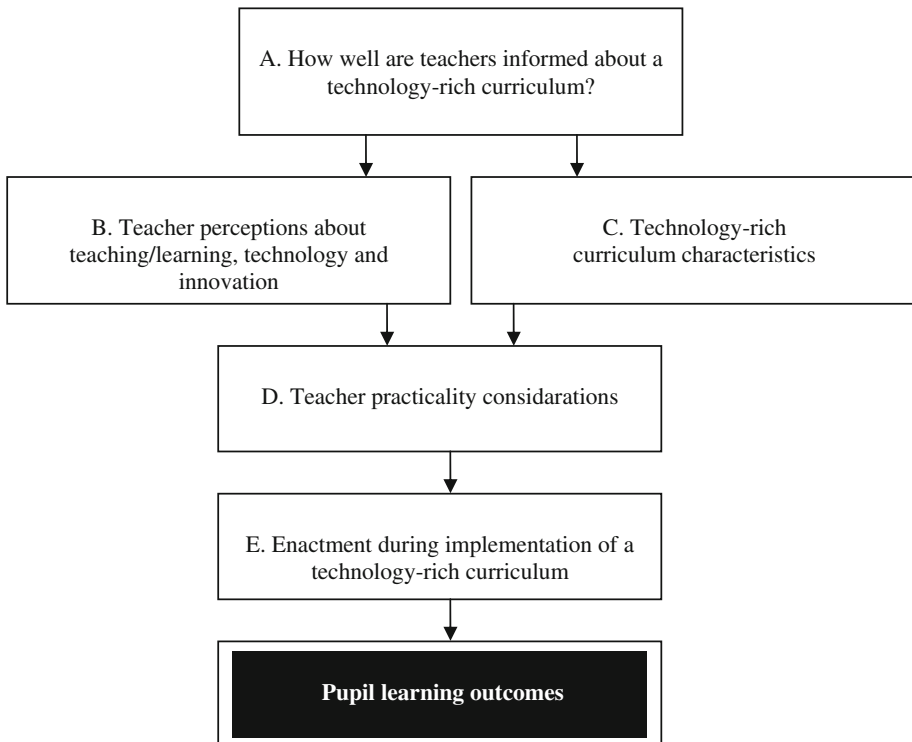 A. How well are teachers informed about a
technology-rich curriculum?
B. Teacher perceptions about
teaching/learning, technology and
innovation
C. Technology-rich
curriculum characteristics
D. Teacher practicality considarations
E. Enactment during implementation of a
technology-rich curriculum
Pupil learning outcomes